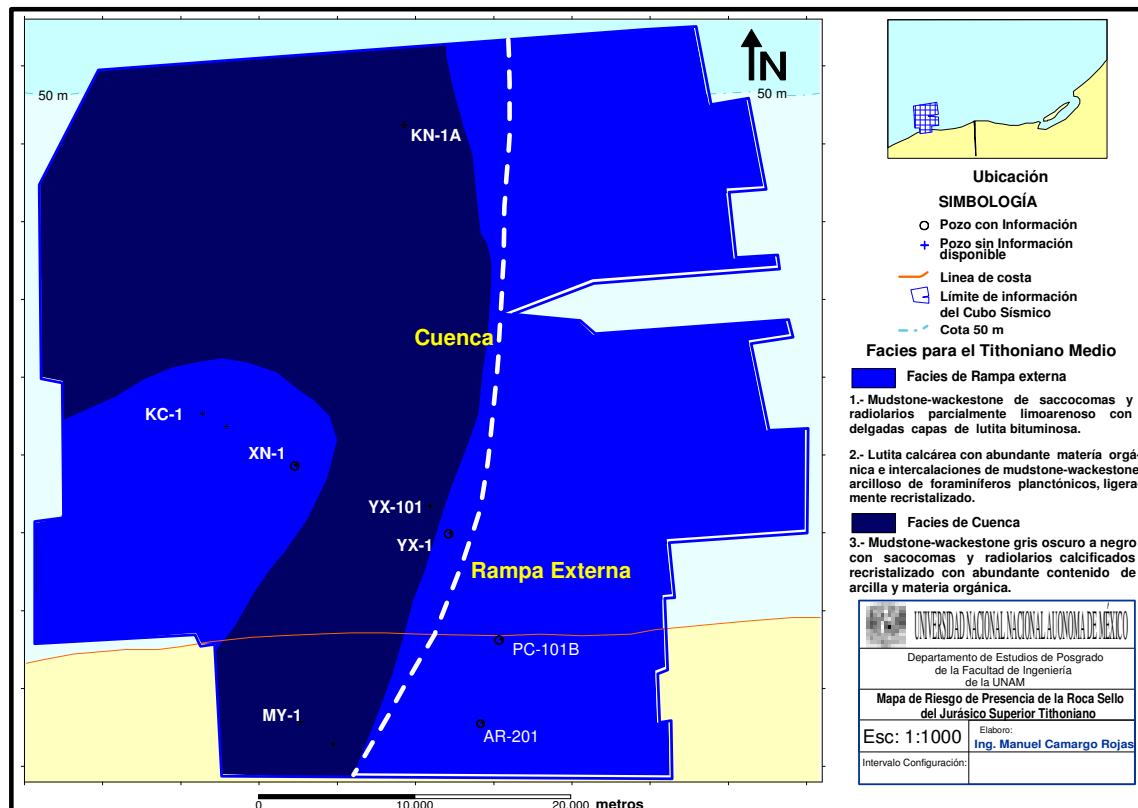 N
50 m
50 m
KN-1A
Cuenca
KC-1
XN-1
YX-101
YX-1
Rampa Externa
PC-101B
MY-1
AR-201
0
10,000
20,000
metros
Ubicación
SIMBOLOGÍA
Pozo con Información
Pozo sin Información
disponible
Linea de costa
Límite de información
del Cubo Sísmico
Cota 50 m
Facies para el Tithoniano Medio
Facies de Rampa externa
1.- Mudstone-wackestone de saccocomas y
radiolarios parcialmente limoarenoso con
delgadas capas de lutita bituminosa.
2.- Lutita calcárea con abundante matería orgá-
nica e intercalaciones de mudstone-wackestone
arcilloso de foraminíferos planctónicos, ligera-
mente recristalizado.
Facies de Cuenca
3.- Mudstone-wackestone gris oscuro a negro
con sacocomas y radiolarios calcificados
recristalizado con abundante contenido de
arcilla y materia orgánica.
UNIVERSIDAD NACIONAL NACIONAL AUTONOMA DE MÉXICO
Departamento de Estudios de Posgrado
de la Facultad de Ingeniería
de la UNAM
Mapa de Riesgo de Presencia de la Roca Sello
del Jurásico Superior Tithoniano
Esc: 1:1000
Elaboro:
Ing. Manuel Camargo Rojas
Intervalo Configuración: